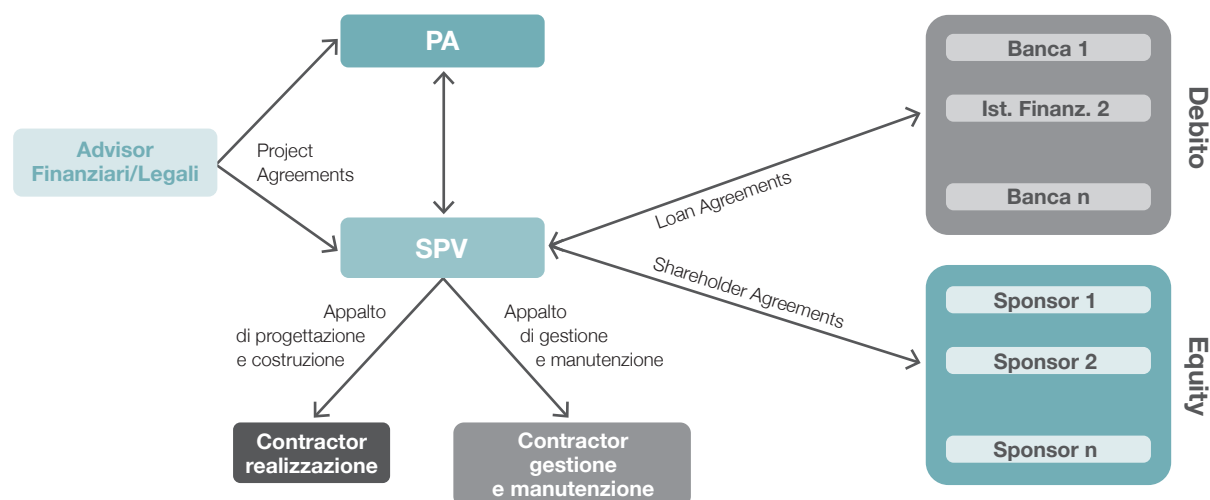 PA
Advisor
Finanziari/Legali
Project
Agreements
SPV
Loan Agreements
Shareholder Agreements
Banca 1
Ist. Finanz. 2
Banca n
Debito
Sponsor 1
Sponsor 2
Sponsor n
Equity
Appalto
di progettazione
e costruzione
Appalto
di gestione
e manutenzione
Contractor
realizzazione
Contractor
gestione
e manutenzione